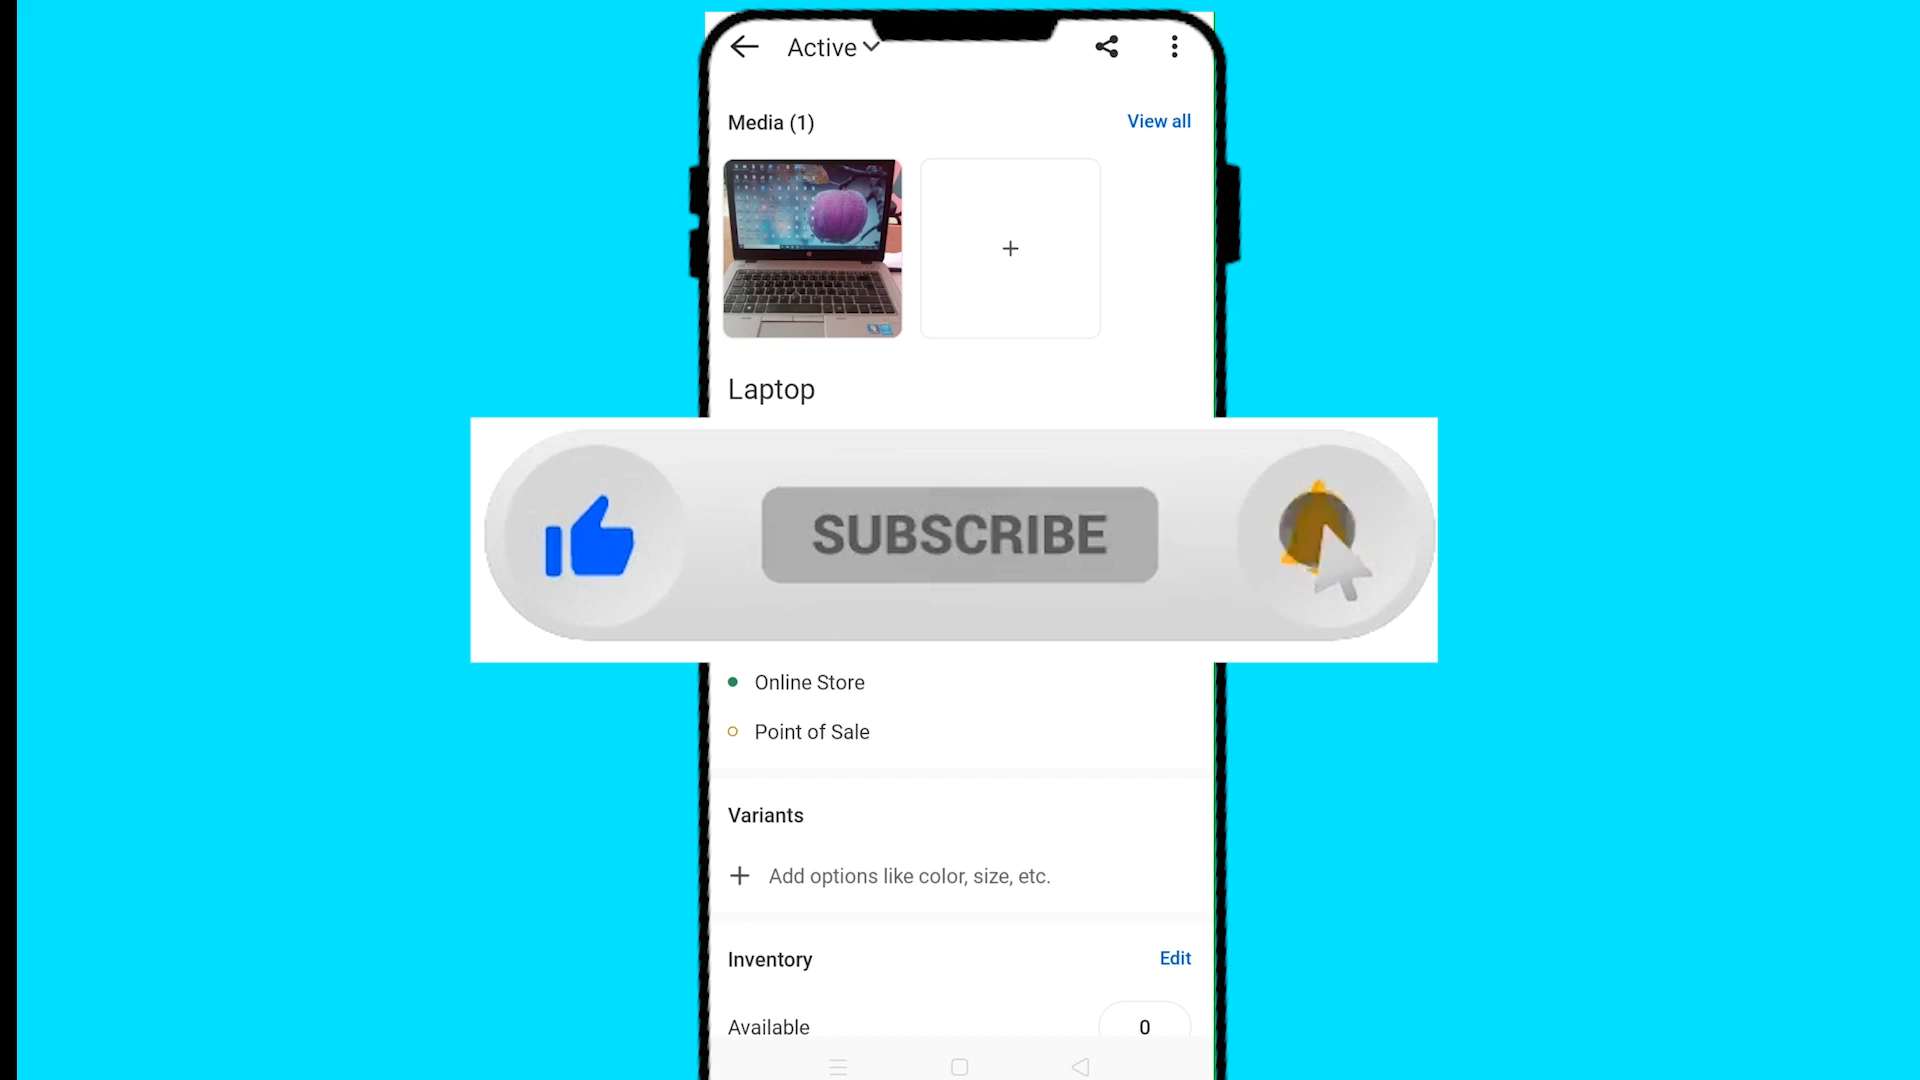 Active
Media (1)
View all
Laptop
SUBSCRIBE
Online Store
Point of Sale
Variants
Add options like color, size, etc.
Inventory
Edit
Available
0